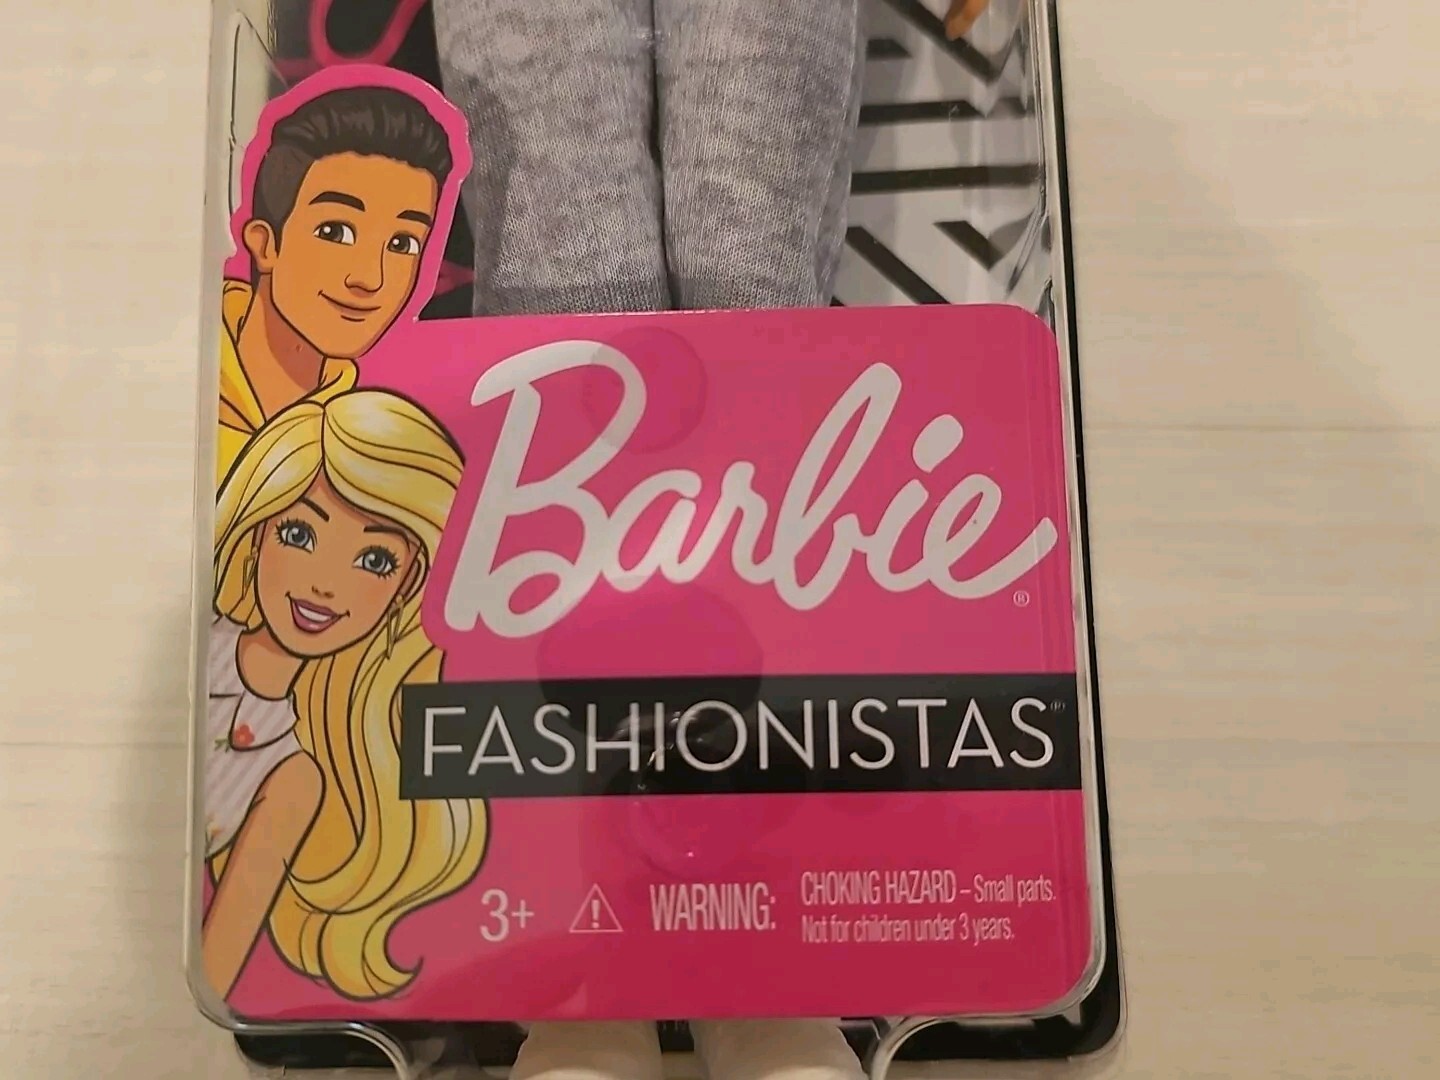 Barbie®
FASHIONISTAS®
3+ WARNING: CHOKING HAZARD – Small parts.
Not for children under 3 years.